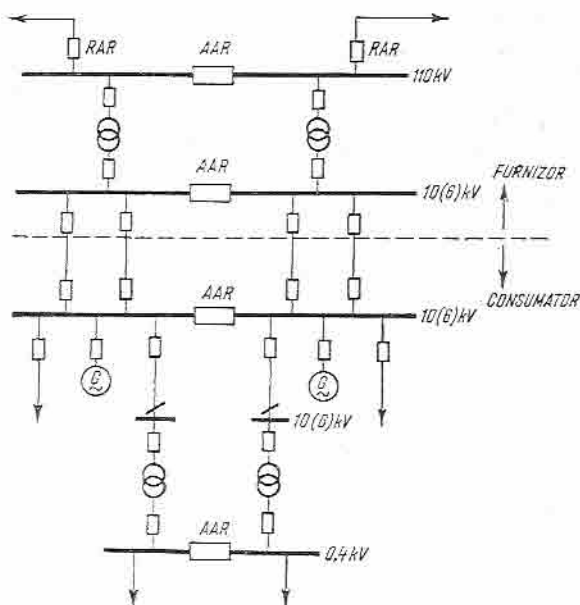 RAR AAR RAR
110kV
AAR
FURNIZOR
10(6)kV
AAR
CONSUMATOR
10(6)kV
G G
10(6)kV
AAR
0,4kV